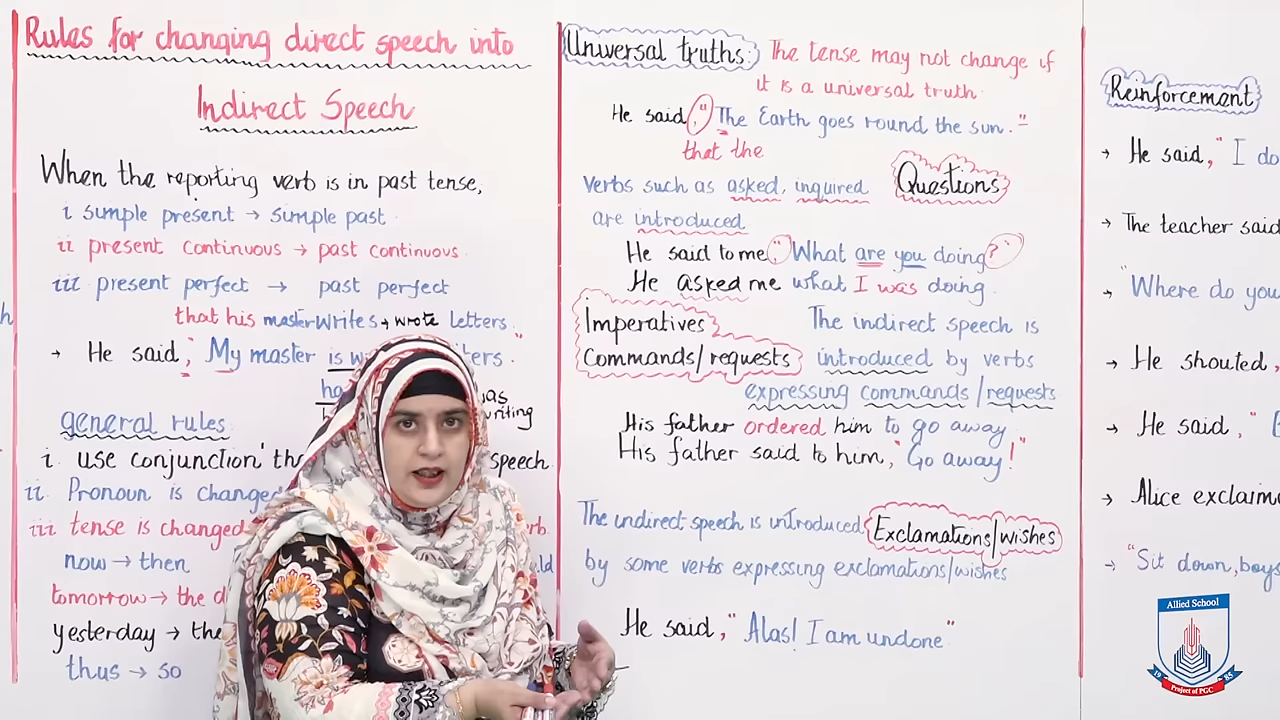 Rules for changing direct speech into
Indirect Speech
When the reporting verb is in past tense,
i simple present → simple past
ii present continuous → past continuous
iii present perfect → past perfect
that his master writes → wrote letters.
→ He said, "My master is
general rules
i. use conjunction speech
ii Pronoun is changed
iii tense is changed
now → then
tomorrow → the
yesterday → the
thus → so
writing
Universal truths: The tense may not change if
it is a universal truth.
He said, "The Earth goes round the sun."
that the
Questions
Verbs such as asked, inquired
are introduced
He said to me, "What are you doing?"
He asked me what I was doing.
Imperatives
Commands/requests
The indirect speech is
introduced by verbs
expressing commands/requests
His father ordered him to go away.
His father said to him, "Go away!"
The indirect speech is introduced
Exclamations/wishes
by some verbs expressing exclamations/wishes
He said, "Alas! I am undone"
Reinforcement
→ He said, "I
→ The teacher said
→ "Where do you
→ He shouted,
→ He said, "
→ Alice
→ "Sit down, boys
Allied School
19 85
Project of PGC